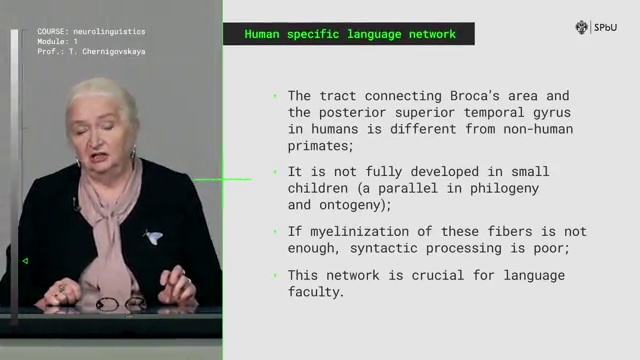 COURSE: neurolinguistics
Module: 1
Prof.: T. Chernigovskaya
Human specific language network
SPbU
The tract connecting Broca's area and
the posterior superior temporal gyrus
in humans is different from non-human
primates;
It is not fully developed in small
children (a parallel in philogeny
and ontogeny);
If myelinization of these fibers is not
enough, syntactic processing is poor;
This network is crucial for language
faculty.